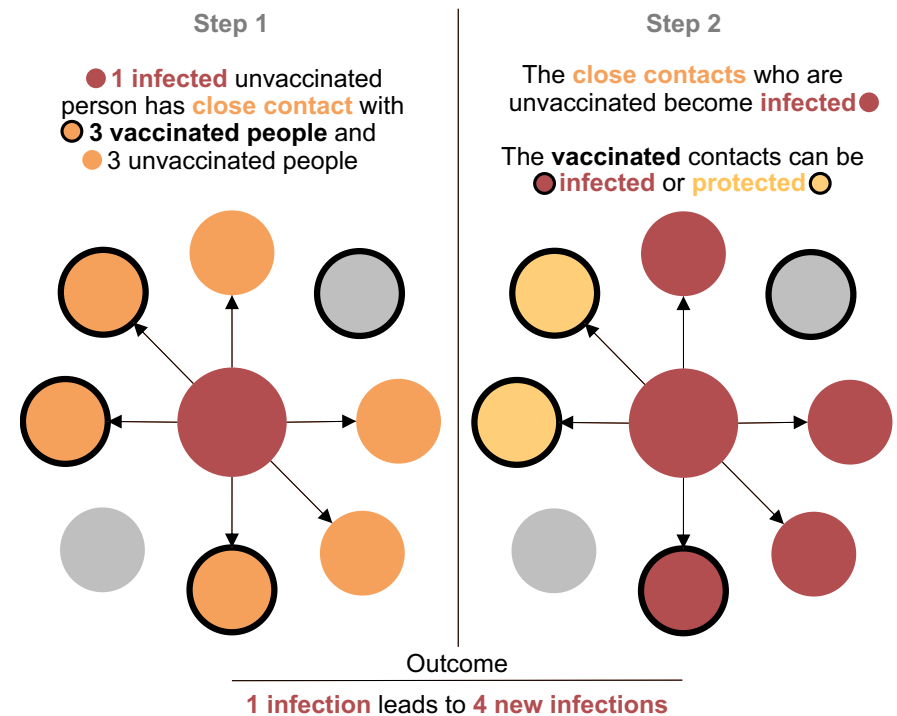 Step 1
1 infected unvaccinated
person has close contact with
3 vaccinated people and
3 unvaccinated people
Step 2
The close contacts who are
unvaccinated become infected
The vaccinated contacts can be
infected or protected
Outcome
1 infection leads to 4 new infections